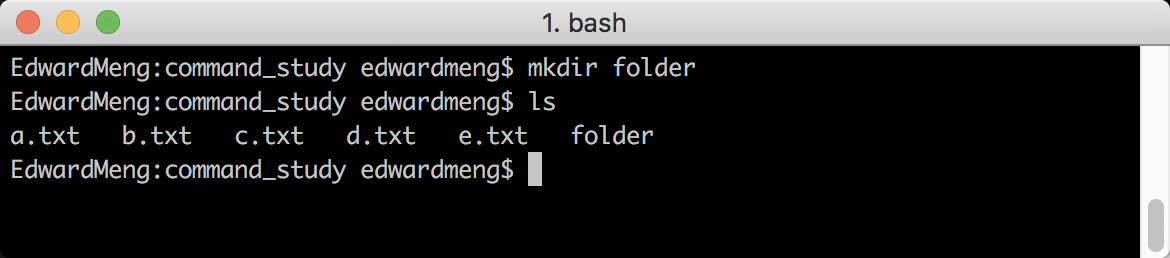 1. bash
EdwardMeng:command_study edwardmeng$ mkdir folder
EdwardMeng:command_study edwardmeng$ ls
a.txt   b.txt   c.txt   d.txt   e.txt   folder
EdwardMeng:command_study edwardmeng$